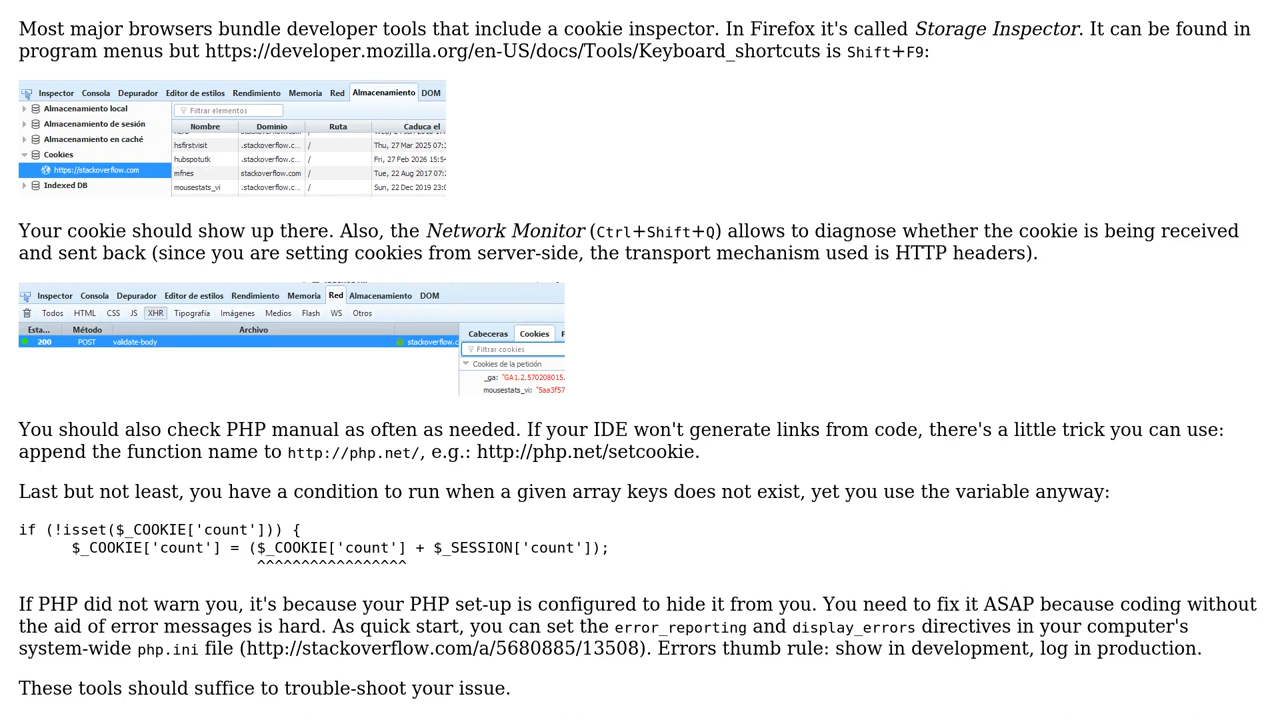 Most major browsers bundle developer tools that include a cookie inspector. In Firefox it's called Storage Inspector. It can be found in
program menus but https://developer.mozilla.org/en-US/docs/Tools/Keyboard_shortcuts is Shift+F9:
Inspector Consola Depurador Editor de estilos Rendimiento Memoria Red Almacenamiento DOM
Almacenamiento local
Filtrar elementos
Almacenamiento de sesión
Nombre Dominio Ruta Caduca el
Almacenamiento en caché
hsfirstvisit .stackoverflow.c... / Thu, 27 Mar 2025 07:
Cookies
hubspotutk .stackoverflow.c... / Fri, 27 Feb 2026 15:54
https://stackoverflow.com
mfnes stackoverflow.com / Tue, 22 Aug 2017 07:
Indexed DB
mousestats_vi .stackoverflow.c... / Sun, 22 Dec 2019 23:
Your cookie should show up there. Also, the Network Monitor (Ctrl+Shift+Q) allows to diagnose whether the cookie is being received
and sent back (since you are setting cookies from server-side, the transport mechanism used is HTTP headers).
Inspector Consola Depurador Editor de estilos Rendimiento Memoria Red Almacenamiento DOM
Todos HTML CSS JS XHR Tipografía Imágenes Medios Flash WS Otros
Esta... Método Archivo
Cabeceras Cookies
200 POST validate-body stackoverflow.c
Filtrar cookies
Cookies de la petición
_ga: "GA1.2.570208015.
mousestats_vi: "5aa3f57
You should also check PHP manual as often as needed. If your IDE won't generate links from code, there's a little trick you can use:
append the function name to http://php.net/, e.g.: http://php.net/setcookie.
Last but not least, you have a condition to run when a given array keys does not exist, yet you use the variable anyway:
if (!isset($_COOKIE['count'])) {
$_COOKIE['count'] = ($_COOKIE['count'] + $_SESSION['count']);
^^^^^^^^^^^^^^^^^
If PHP did not warn you, it's because your PHP set-up is configured to hide it from you. You need to fix it ASAP because coding without
the aid of error messages is hard. As quick start, you can set the error_reporting and display_errors directives in your computer's
system-wide php.ini file (http://stackoverflow.com/a/5680885/13508). Errors thumb rule: show in development, log in production.
These tools should suffice to trouble-shoot your issue.